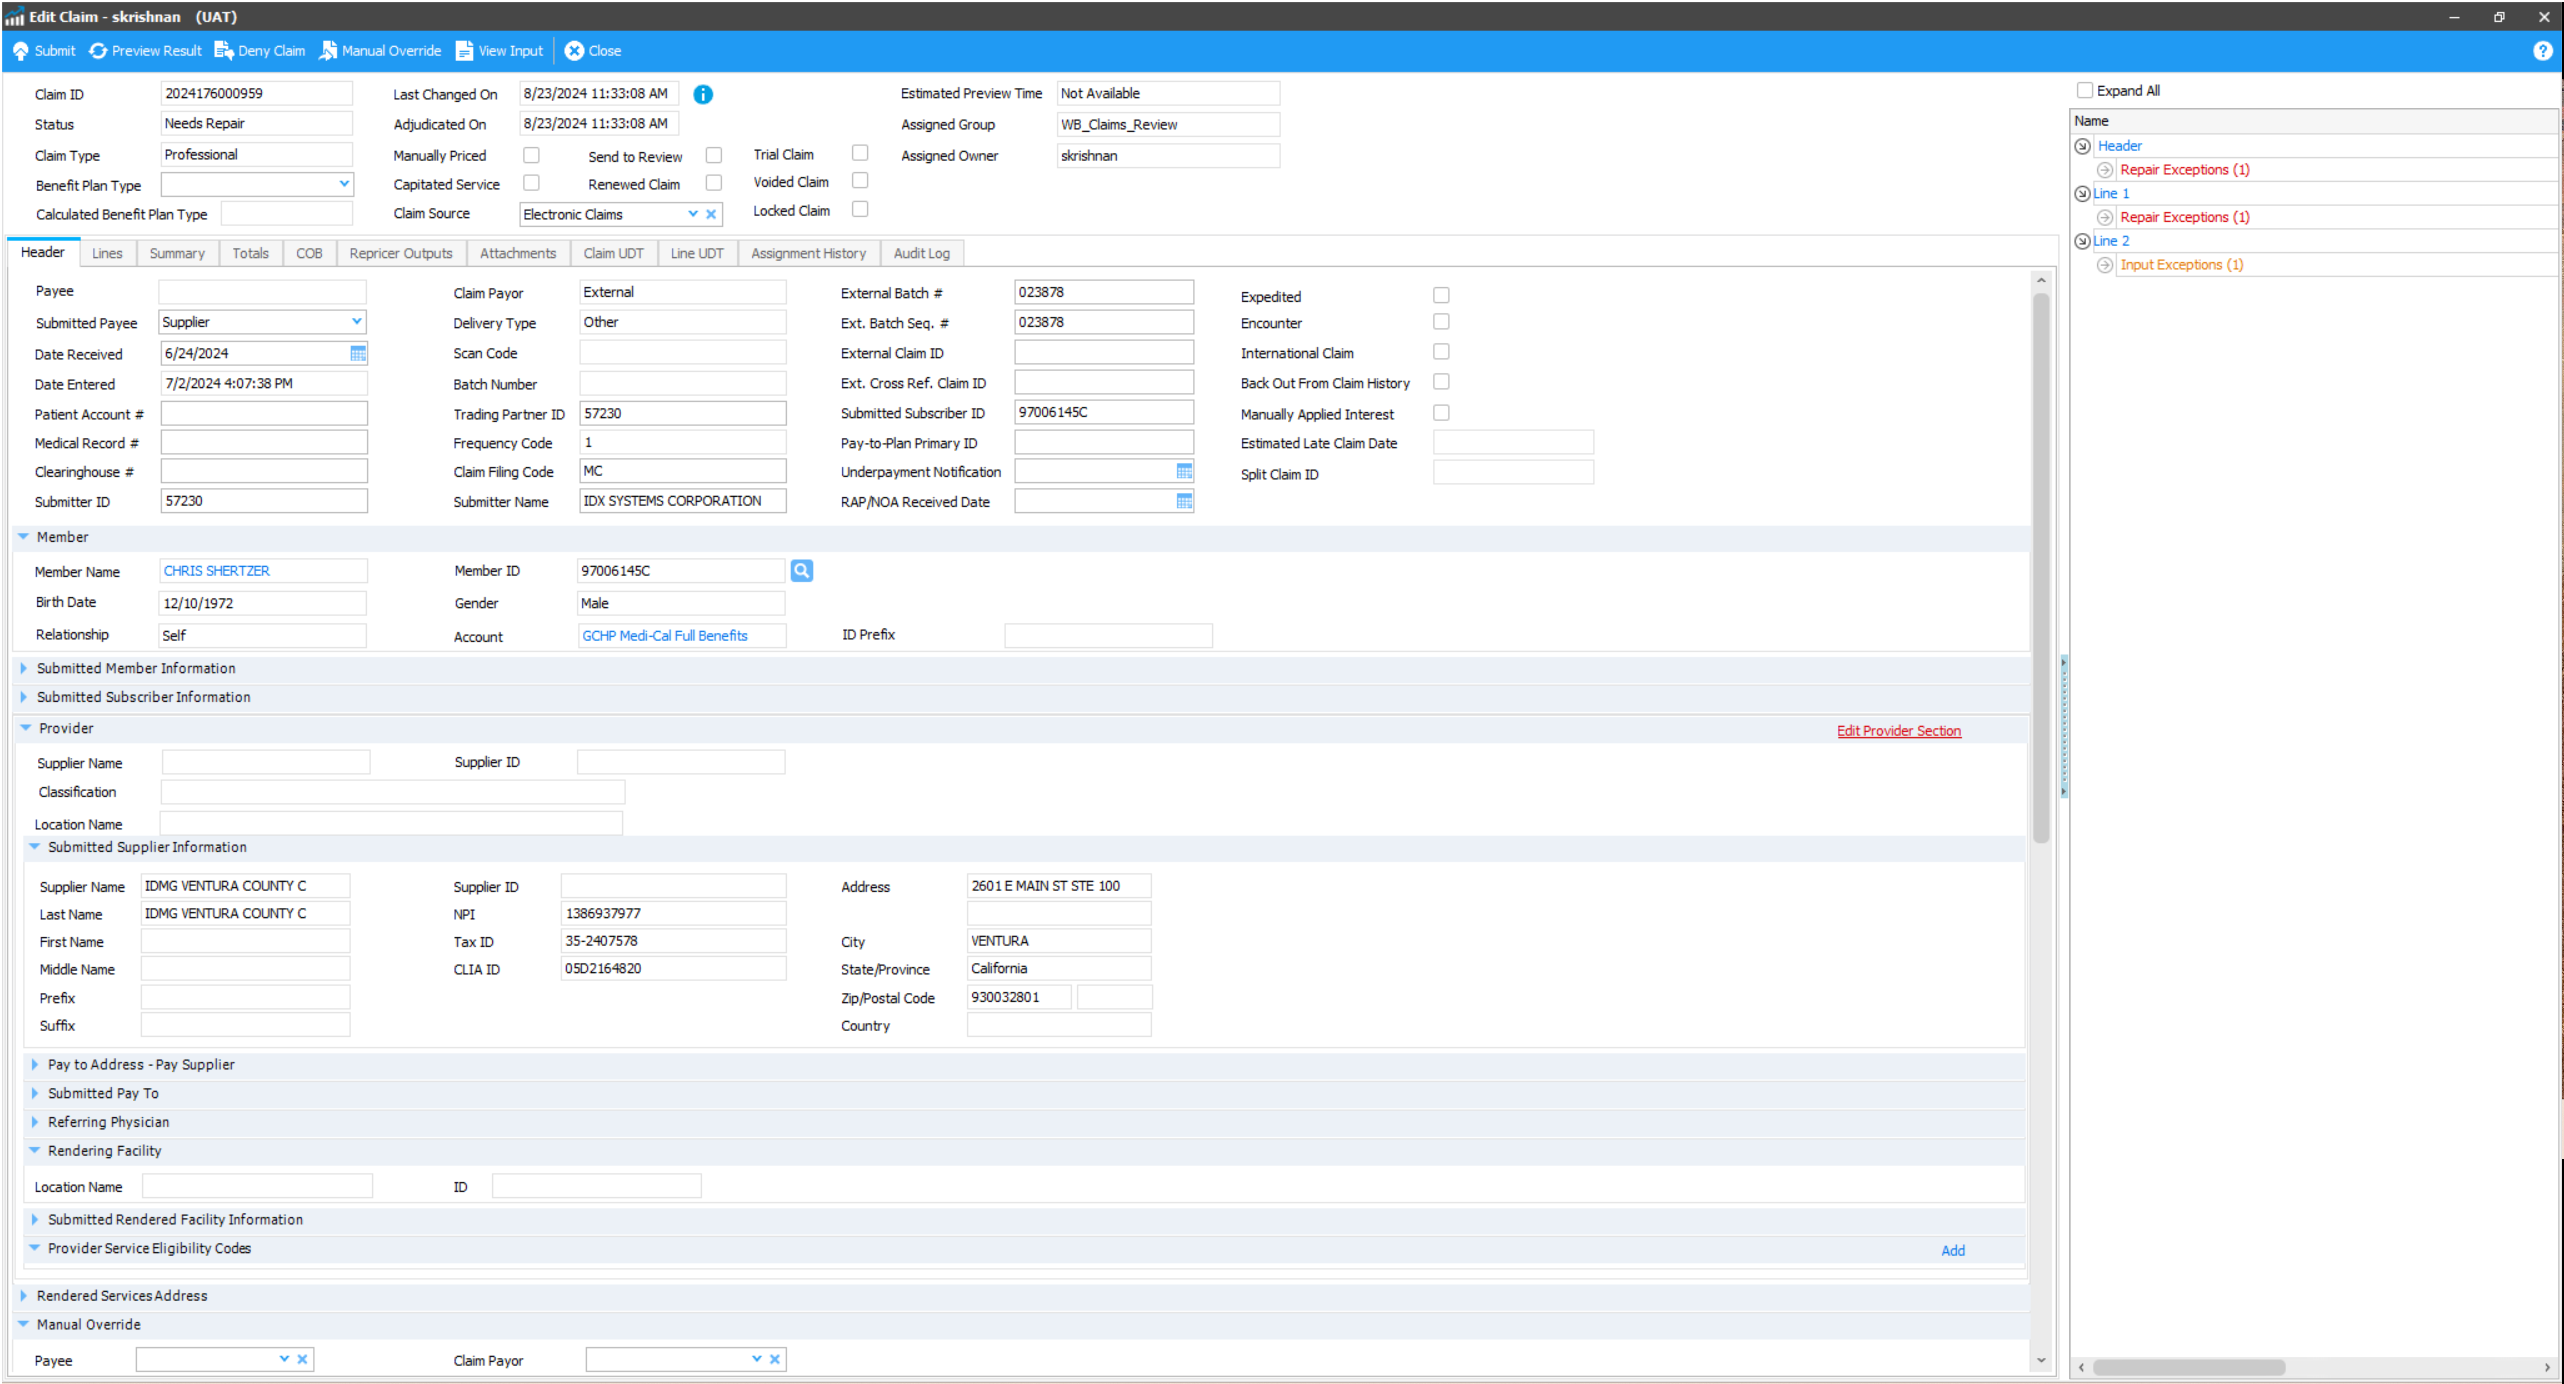 Edit Claim - skrishnan (UAT)
Submit Preview Result Deny Claim Manual Override View Input Close
Claim ID 2024176000959 Last Changed On 8/23/2024 11:33:08 AM Estimated Preview Time Not Available
Status Needs Repair Adjudicated On 8/23/2024 11:33:08 AM Assigned Group WB_Claims_Review
Claim Type Professional Manually Priced Send to Review Trial Claim Assigned Owner skrishnan
Benefit Plan Type Capitated Service Renewed Claim Voided Claim
Calculated Benefit Plan Type Claim Source Electronic Claims Locked Claim
Header Lines Summary Totals COB Repricer Outputs Attachments Claim UDT Line UDT Assignment History Audit Log
Payee Claim Payor External External Batch # 023878 Expedited
Submitted Payee Supplier Delivery Type Other Ext. Batch Seq. # 023878 Encounter
Date Received 6/24/2024 Scan Code External Claim ID International Claim
Date Entered 7/2/2024 4:07:38 PM Batch Number Ext. Cross Ref. Claim ID Back Out From Claim History
Patient Account # Trading Partner ID 57230 Submitted Subscriber ID 97006145C Manually Applied Interest
Medical Record # Frequency Code 1 Pay-to-Plan Primary ID Estimated Late Claim Date
Clearinghouse # Claim Filing Code MC Underpayment Notification Split Claim ID
Submitter ID 57230 Submitter Name IDX SYSTEMS CORPORATION RAP/NOA Received Date
Member
Member Name CHRIS SHERTZER Member ID 97006145C
Birth Date 12/10/1972 Gender Male
Relationship Self Account GCHP Medi-Cal Full Benefits ID Prefix
Submitted Member Information
Submitted Subscriber Information
Provider Edit Provider Section
Supplier Name Supplier ID
Classification
Location Name
Submitted Supplier Information
Supplier Name IDMG VENTURA COUNTY C Supplier ID Address 2601 E MAIN ST STE 100
Last Name IDMG VENTURA COUNTY C NPI 1386937977
First Name Tax ID 35-2407578 City VENTURA
Middle Name CLIA ID 05D2164820 State/Province California
Prefix Zip/Postal Code 930032801
Suffix Country
Pay to Address - Pay Supplier
Submitted Pay To
Referring Physician
Rendering Facility
Location Name ID
Submitted Rendered Facility Information
Provider Service Eligibility Codes Add
Rendered Services Address
Manual Override
Payee Claim Payor
Expand All
Name
Header
Repair Exceptions (1)
Line 1
Repair Exceptions (1)
Line 2
Input Exceptions (1)